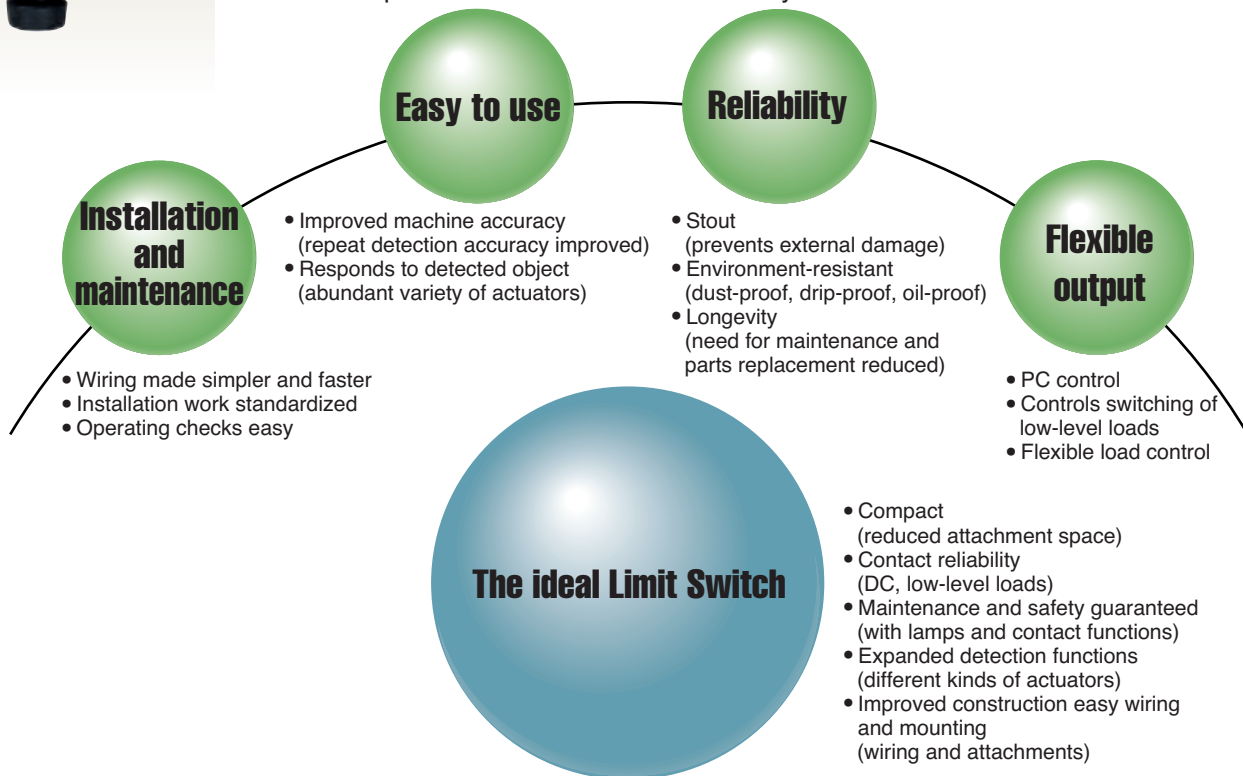 Easy to use
Reliability
Installation
and
maintenance
Flexible
output
• Improved machine accuracy
(repeat detection accuracy improved)
• Responds to detected object
(abundant variety of actuators)
• Stout
(prevents external damage)
• Environment-resistant
(dust-proof, drip-proof, oil-proof)
• Longevity
(need for maintenance and
parts replacement reduced)
• Wiring made simpler and faster
• Installation work standardized
• Operating checks easy
• PC control
• Controls switching of
low-level loads
• Flexible load control
The ideal Limit Switch
• Compact
(reduced attachment space)
• Contact reliability
(DC, low-level loads)
• Maintenance and safety guaranteed
(with lamps and contact functions)
• Expanded detection functions
(different kinds of actuators)
• Improved construction easy wiring
and mounting
(wiring and attachments)